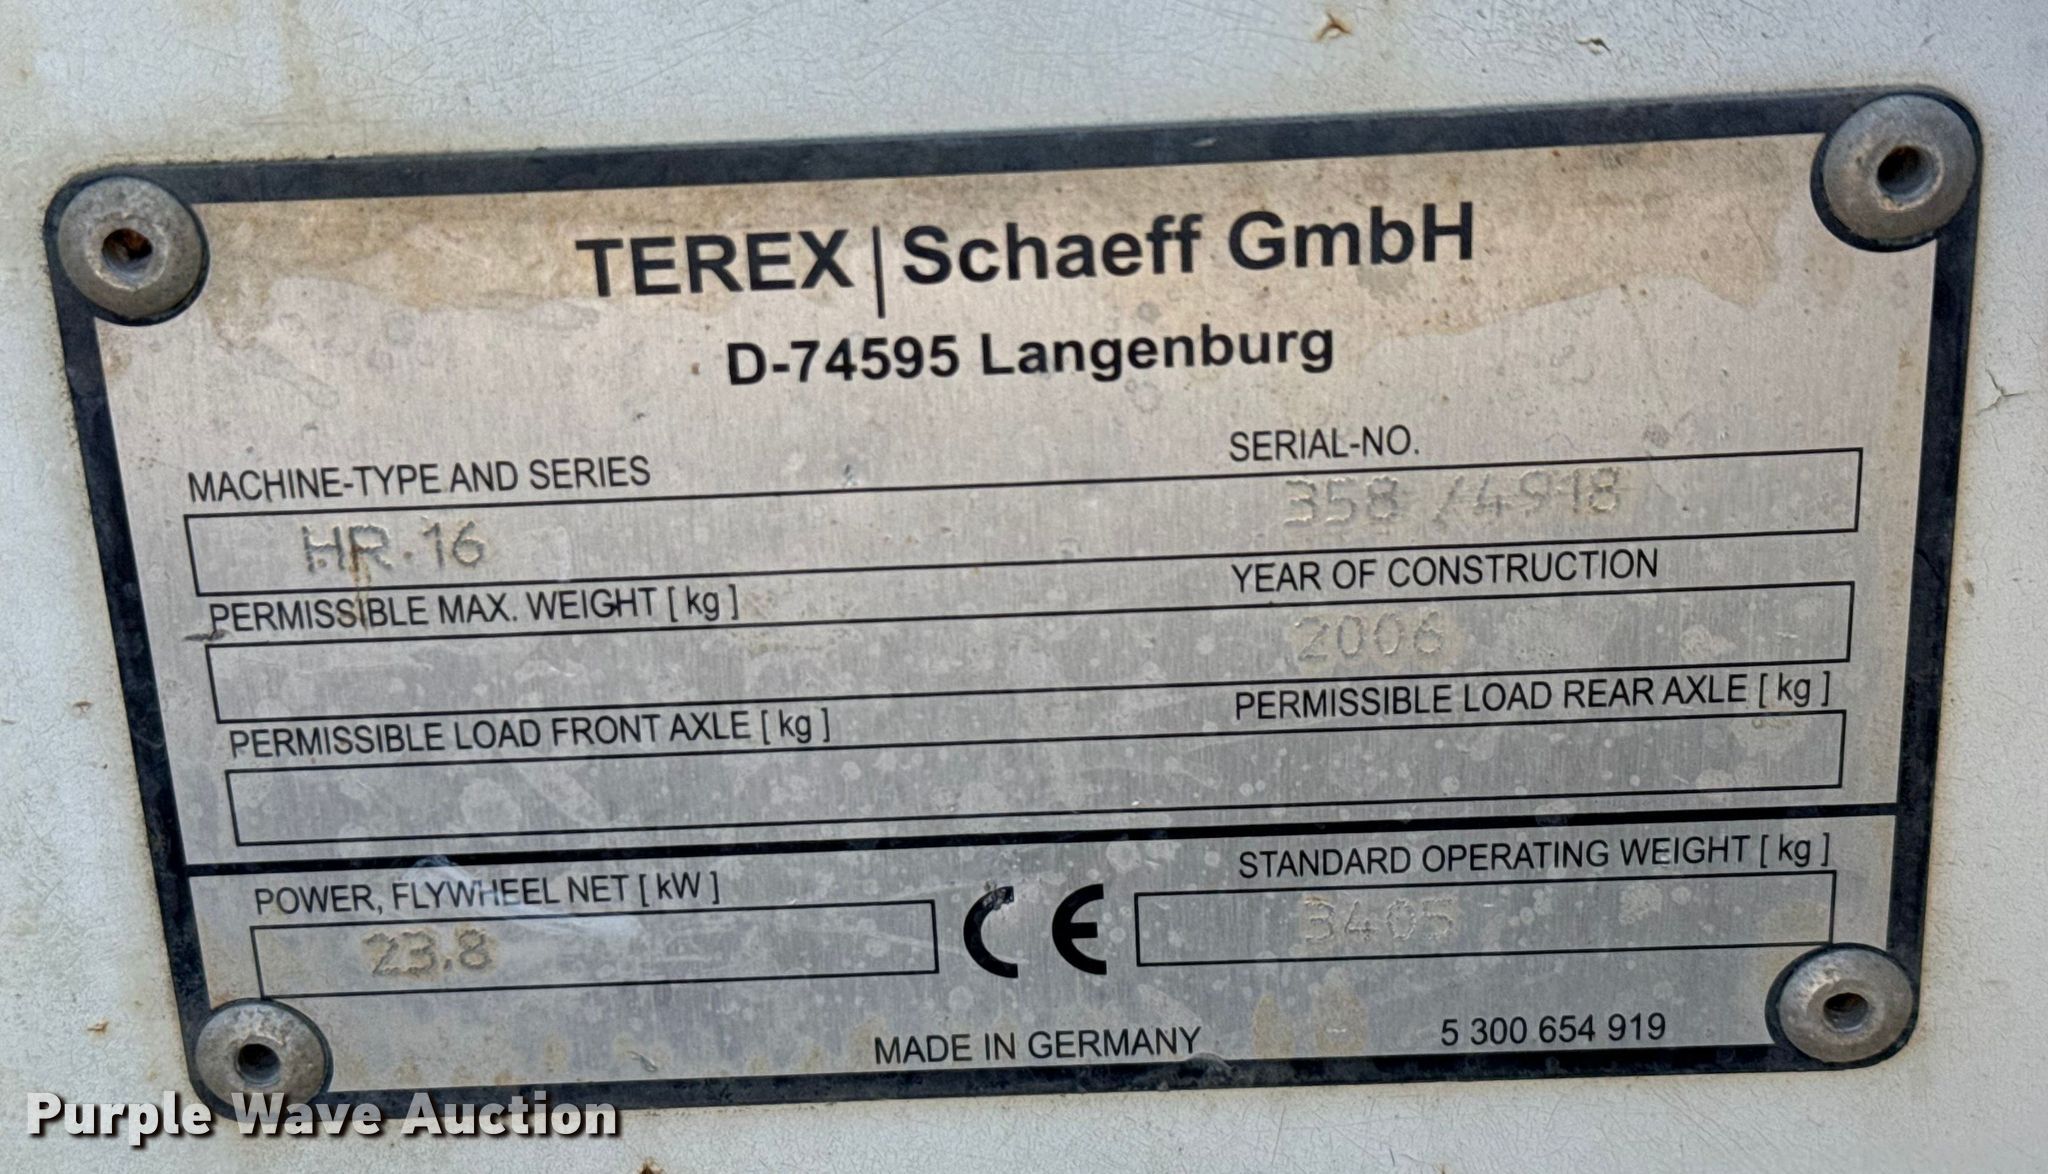 TEREX | Schaeff GmbH
D-74595 Langenburg
MACHINE-TYPE AND SERIES SERIAL-NO.
HR.16 358 /4918
PERMISSIBLE MAX. WEIGHT [ kg ] YEAR OF CONSTRUCTION
2006
PERMISSIBLE LOAD FRONT AXLE [ kg ] PERMISSIBLE LOAD REAR AXLE [ kg ]
POWER, FLYWHEEL NET [ kW ] STANDARD OPERATING WEIGHT [ kg ]
23.8 CE 3405
MADE IN GERMANY 5 300 654 919
Purple Wave Auction